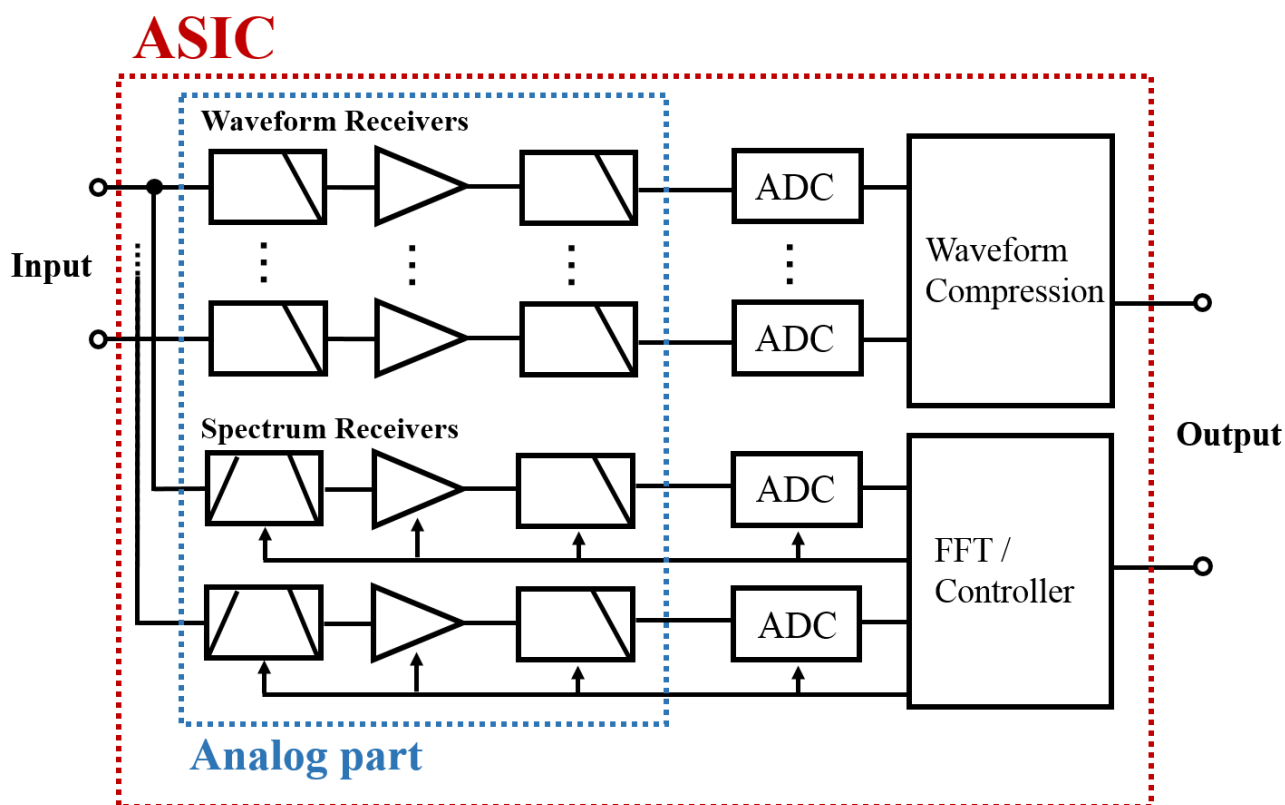 ASIC
Waveform Receivers
ADC
Input
Waveform
Compression
ADC
Spectrum Receivers
Output
ADC
FFT /
Controller
ADC
Analog part